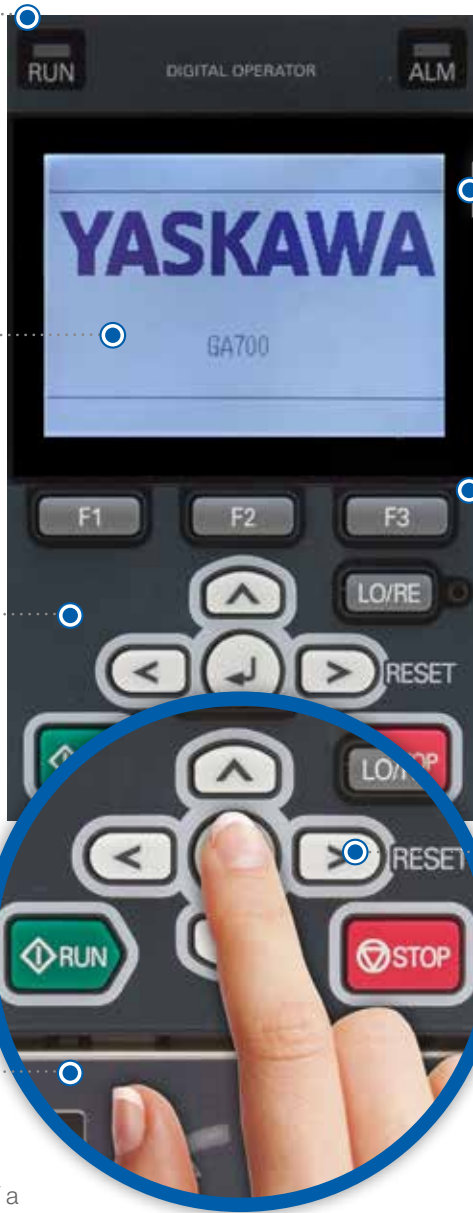 RUN DIGITAL OPERATOR ALM
YASKAWA
GA700
F1 F2 F3
LO/RE
RESET
RESET
RUN STOP
a